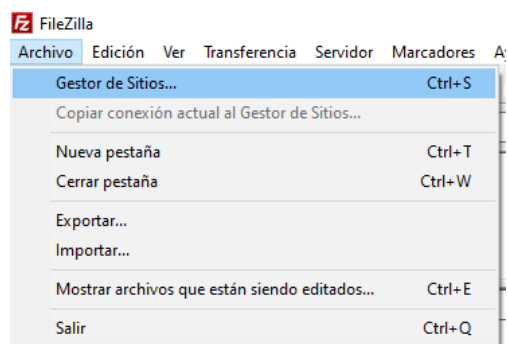 FileZilla
Archivo Edición Ver Transferencia Servidor Marcadores
Gestor de Sitios... Ctrl+S
Copiar conexión actual al Gestor de Sitios...
Nueva pestaña Ctrl+T
Cerrar pestaña Ctrl+W
Exportar...
Importar...
Mostrar archivos que están siendo editados... Ctrl+E
Salir Ctrl+Q